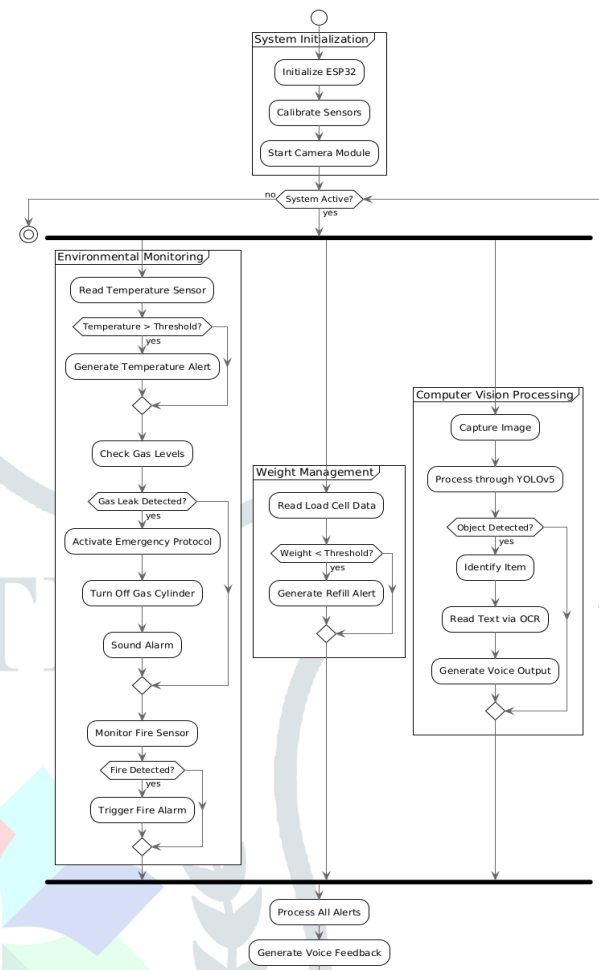 System Initialization
Initialize ESP32
Calibrate Sensors
Start Camera Module
no
System Active?
yes
Environmental Monitoring
Read Temperature Sensor
Temperature > Threshold?
yes
Generate Temperature Alert
Check Gas Levels
Gas Leak Detected?
yes
Activate Emergency Protocol
Turn Off Gas Cylinder
Sound Alarm
Monitor Fire Sensor
Fire Detected?
yes
Trigger Fire Alarm
Weight Management
Read Load Cell Data
Weight < Threshold?
yes
Generate Refill Alert
Computer Vision Processing
Capture Image
Process through YOLOv5
Object Detected?
yes
Identify Item
Read Text via OCR
Generate Voice Output
Process All Alerts
Generate Voice Feedback